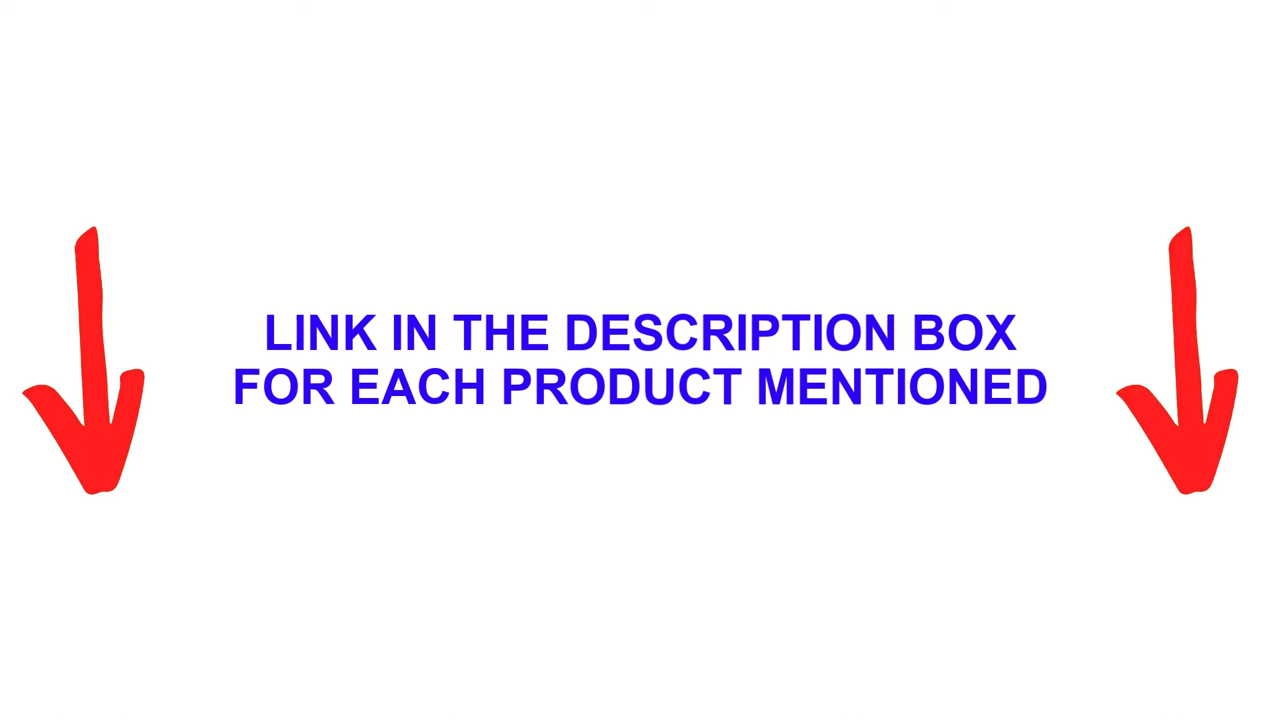 LINK IN THE DESCRIPTION BOX
FOR EACH PRODUCT MENTIONED